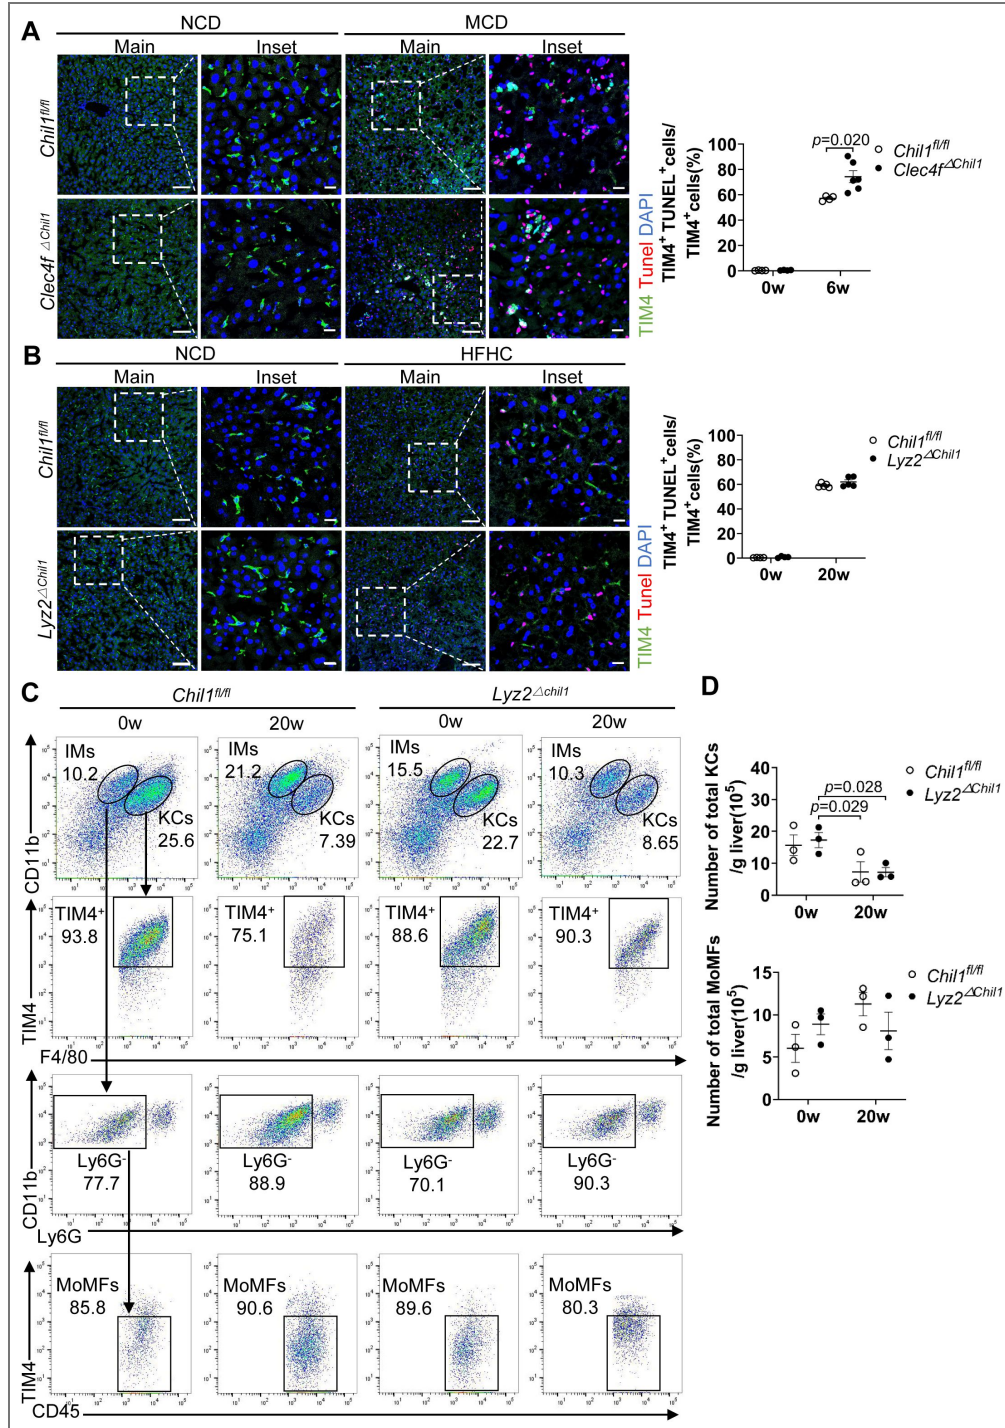 A
NCD
MCD
Main
Inset
Main
Inset
Chil1fl/fl
Clec4f △Chil1
TIM4 Tunel DAPI
TIM4+ TUNEL+cells/
TIM4+cells(%)
100
80
60
40
20
0
p=0.020
0w
6w
Chil1fl/fl
Clec4f△Chil1
B
NCD
HFHC
Main
Inset
Main
Inset
Chil1fl/fl
Lyz2△Chil1
TIM4 Tunel DAPI
TIM4+ TUNEL+cells/
TIM4+cells(%)
100
80
60
40
20
0
0w
20w
Chil1fl/fl
Lyz2△Chil1
C
Chil1fl/fl
Lyz2△chil1
0w
20w
0w
20w
IMs
10.2
KCs
25.6
IMs
21.2
KCs
7.39
IMs
15.5
KCs
22.7
IMs
10.3
KCs
8.65
CD11b
TIM4+
93.8
TIM4+
75.1
TIM4+
88.6
TIM4+
90.3
TIM4
F4/80
Ly6G-
77.7
Ly6G-
88.9
Ly6G-
70.1
Ly6G-
90.3
CD11b
Ly6G
MoMFs
85.8
MoMFs
90.6
MoMFs
89.6
MoMFs
80.3
TIM4
CD45
D
Number of total KCs
/g liver(10^5)
40
30
20
10
0
p=0.028
p=0.029
0w
20w
Chil1fl/fl
Lyz2△Chil1
Number of total MoMFs
/g liver(10^5)
15
10
5
0
0w
20w
Chil1fl/fl
Lyz2△Chil1